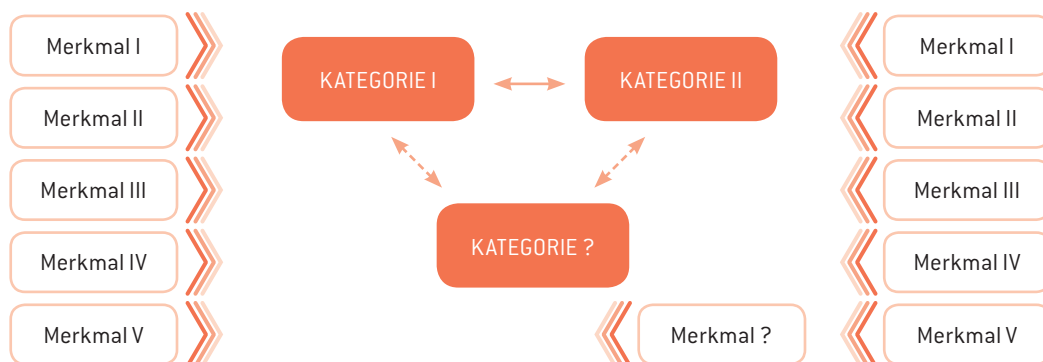 Merkmal I
Merkmal II
Merkmal III
Merkmal IV
Merkmal V
KATEGORIE I
KATEGORIE II
KATEGORIE ?
Merkmal ?
Merkmal I
Merkmal II
Merkmal III
Merkmal IV
Merkmal V